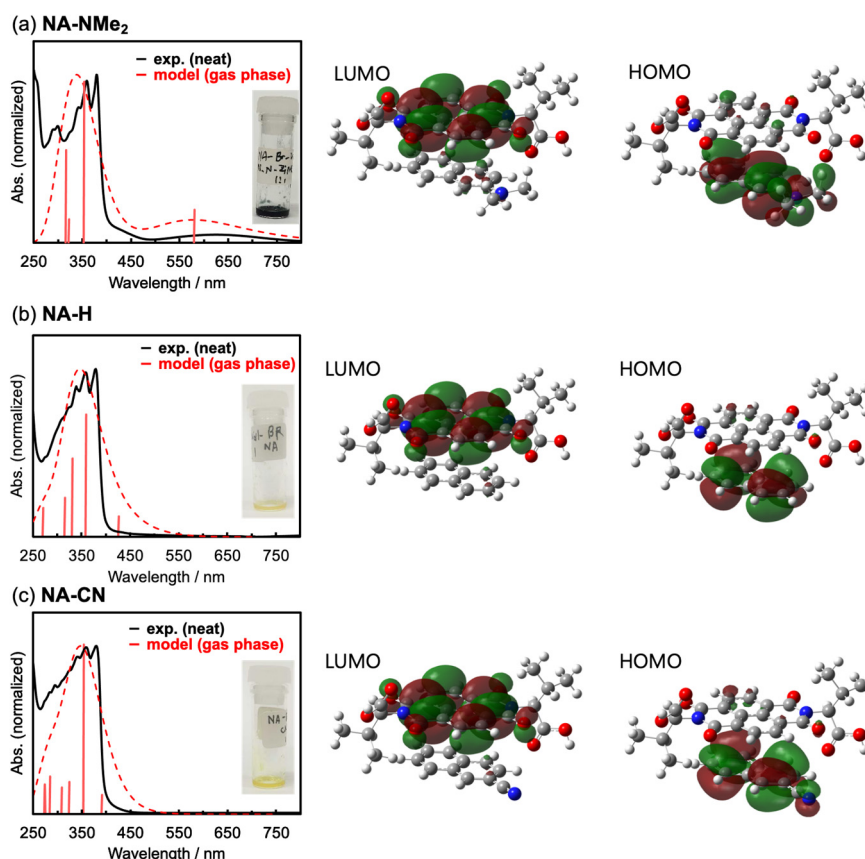 (a) NA-NMe₂
exp. (neat)
model (gas phase)
Abs. (normalized)
250 350 450 550 650 750
Wavelength / nm
LUMO
HOMO
(b) NA-H
exp. (neat)
model (gas phase)
Abs. (normalized)
BR
NA
250 350 450 550 650 750
Wavelength / nm
LUMO
HOMO
(c) NA-CN
exp. (neat)
model (gas phase)
Abs. (normalized)
250 350 450 550 650 750
Wavelength / nm
LUMO
HOMO